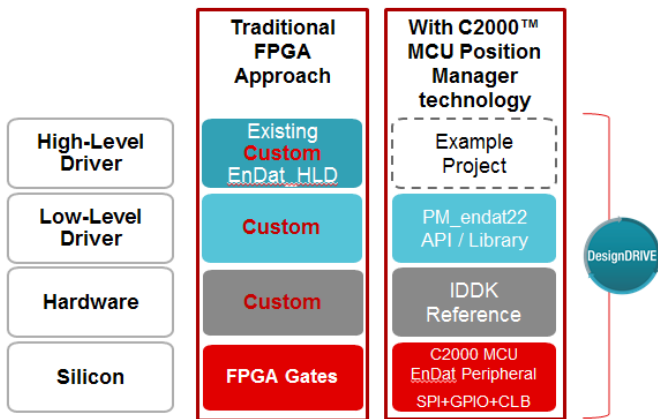 Traditional
FPGA
Approach
With C2000™
MCU Position
Manager
technology
High-Level
Driver
Existing
Custom
EnDat_HLD
Example
Project
Low-Level
Driver
Custom
PM_endat22
API / Library
DesignDRIVE
Hardware
Custom
IDDK
Reference
Silicon
FPGA Gates
C2000 MCU
EnDat Peripheral
SPI+GPIO+CLB